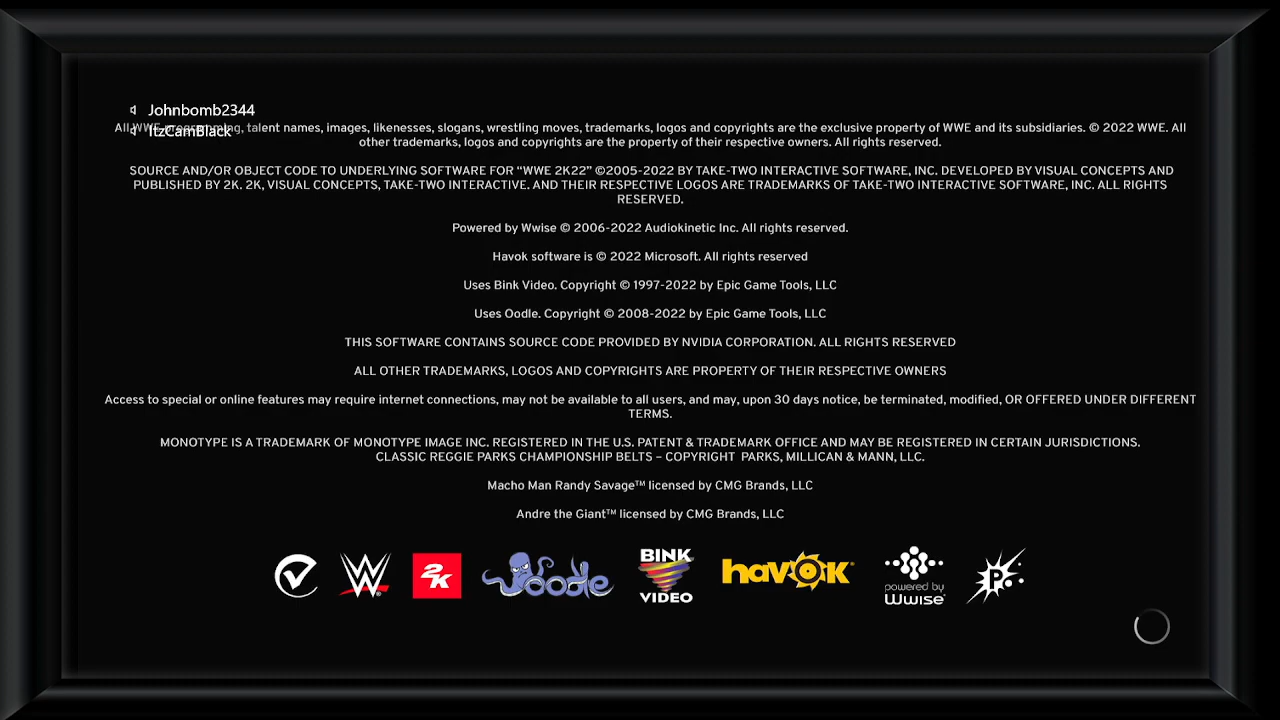 Johnbomb2344
ItzCamBlack
All WWE programming, talent names, images, likenesses, slogans, wrestling moves, trademarks, logos and copyrights are the exclusive property of WWE and its subsidiaries. © 2022 WWE. All
other trademarks, logos and copyrights are the property of their respective owners. All rights reserved.
SOURCE AND/OR OBJECT CODE TO UNDERLYING SOFTWARE FOR “WWE 2K22” ©2005-2022 BY TAKE-TWO INTERACTIVE SOFTWARE, INC. DEVELOPED BY VISUAL CONCEPTS AND
PUBLISHED BY 2K. 2K, VISUAL CONCEPTS, TAKE-TWO INTERACTIVE. AND THEIR RESPECTIVE LOGOS ARE TRADEMARKS OF TAKE-TWO INTERACTIVE SOFTWARE, INC. ALL RIGHTS
RESERVED.
Powered by Wwise © 2006-2022 Audiokinetic Inc. All rights reserved.
Havok software is © 2022 Microsoft. All rights reserved
Uses Bink Video. Copyright © 1997-2022 by Epic Game Tools, LLC
Uses Oodle. Copyright © 2008-2022 by Epic Game Tools, LLC
THIS SOFTWARE CONTAINS SOURCE CODE PROVIDED BY NVIDIA CORPORATION. ALL RIGHTS RESERVED
ALL OTHER TRADEMARKS, LOGOS AND COPYRIGHTS ARE PROPERTY OF THEIR RESPECTIVE OWNERS
Access to special or online features may require internet connections, may not be available to all users, and may, upon 30 days notice, be terminated, modified, OR OFFERED UNDER DIFFERENT
TERMS.
MONOTYPE IS A TRADEMARK OF MONOTYPE IMAGE INC. REGISTERED IN THE U.S. PATENT & TRADEMARK OFFICE AND MAY BE REGISTERED IN CERTAIN JURISDICTIONS.
CLASSIC REGGIE PARKS CHAMPIONSHIP BELTS – COPYRIGHT PARKS, MILLICAN & MANN, LLC.
Macho Man Randy Savage™ licensed by CMG Brands, LLC
Andre the Giant™ licensed by CMG Brands, LLC
W 2K oodle BINK VIDEO havok powered by Wwise P